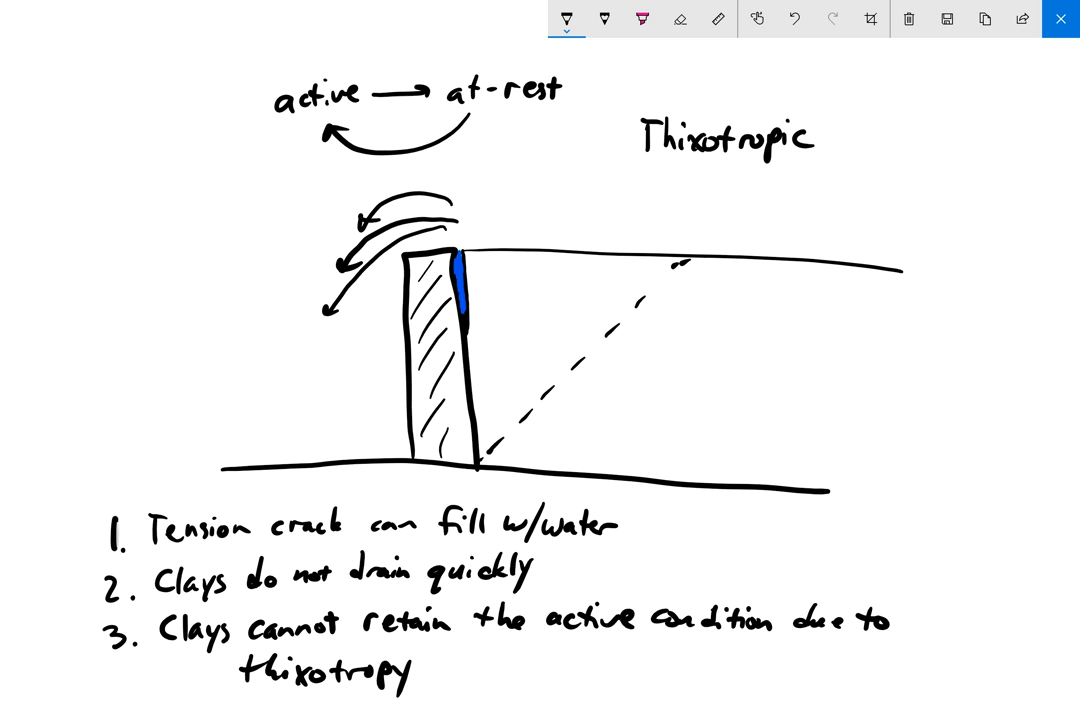 active → at-rest
Thixotropic
1. Tension crack can fill w/water
2. Clays do not drain quickly
3. Clays cannot retain the active condition due to
thixotropy